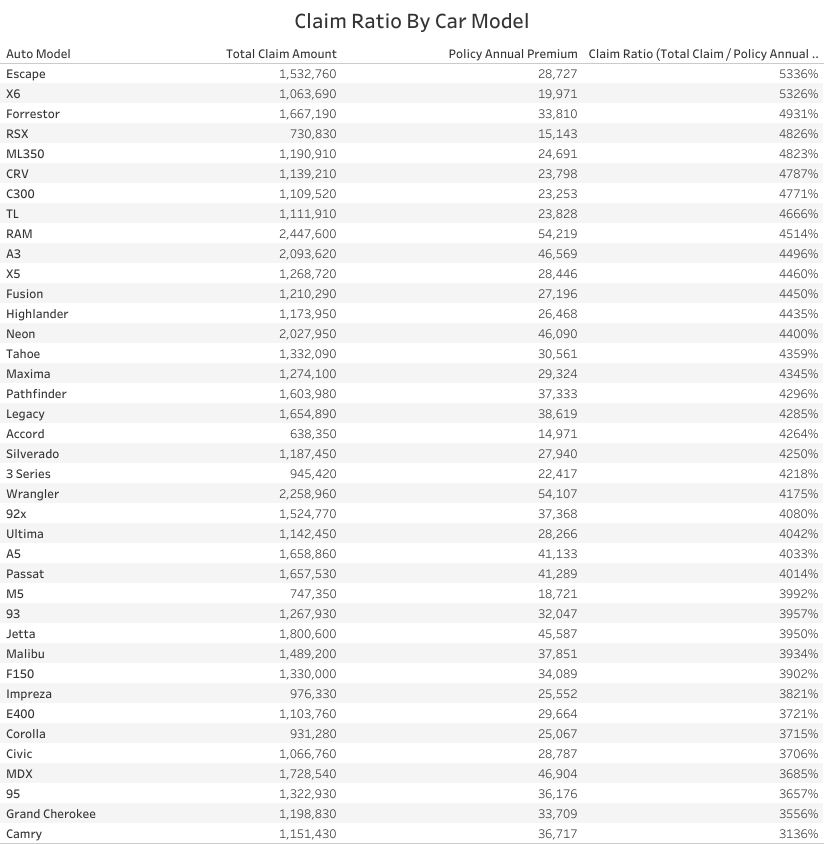 Claim Ratio By Car Model
Auto Model Total Claim Amount Policy Annual Premium Claim Ratio (Total Claim / Policy Annual ..
Escape 1,532,760 28,727 5336%
X6 1,063,690 19,971 5326%
Forrestor 1,667,190 33,810 4931%
RSX 730,830 15,143 4826%
ML350 1,190,910 24,691 4823%
CRV 1,139,210 23,798 4787%
C300 1,109,520 23,253 4771%
TL 1,111,910 23,828 4666%
RAM 2,447,600 54,219 4514%
A3 2,093,620 46,569 4496%
X5 1,268,720 28,446 4460%
Fusion 1,210,290 27,196 4450%
Highlander 1,173,950 26,468 4435%
Neon 2,027,950 46,090 4400%
Tahoe 1,332,090 30,561 4359%
Maxima 1,274,100 29,324 4345%
Pathfinder 1,603,980 37,333 4296%
Legacy 1,654,890 38,619 4285%
Accord 638,350 14,971 4264%
Silverado 1,187,450 27,940 4250%
3 Series 945,420 22,417 4218%
Wrangler 2,258,960 54,107 4175%
92x 1,524,770 37,368 4080%
Ultima 1,142,450 28,266 4042%
A5 1,658,860 41,133 4033%
Passat 1,657,530 41,289 4014%
M5 747,350 18,721 3992%
93 1,267,930 32,047 3957%
Jetta 1,800,600 45,587 3950%
Malibu 1,489,200 37,851 3934%
F150 1,330,000 34,089 3902%
Impreza 976,330 25,552 3821%
E400 1,103,760 29,664 3721%
Corolla 931,280 25,067 3715%
Civic 1,066,760 28,787 3706%
MDX 1,728,540 46,904 3685%
95 1,322,930 36,176 3657%
Grand Cherokee 1,198,830 33,709 3556%
Camry 1,151,430 36,717 3136%